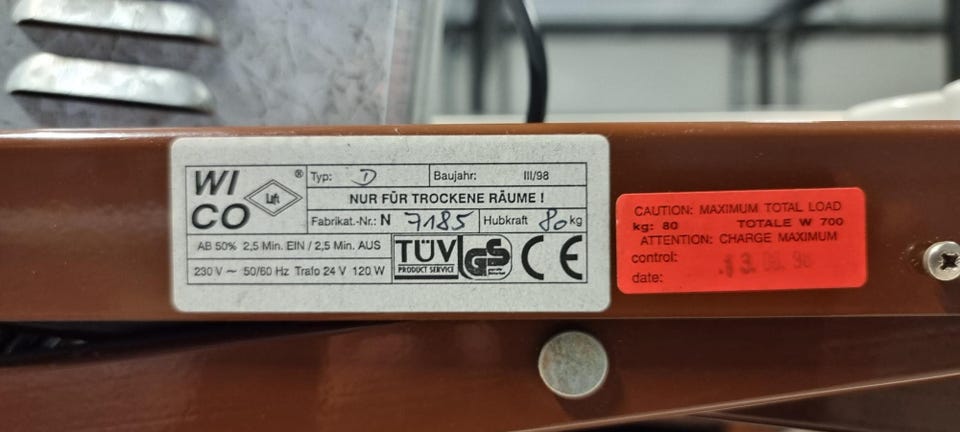 WI
CO
Lift
®
Typ: D
Baujahr: III/98
NUR FÜR TROCKENE RÄUME !
Fabrikat.-Nr.: N 7185
Hubkraft 80 kg
AB 50% 2,5 Min. EIN / 2,5 Min. AUS
230 V ~ 50/60 Hz Trafo 24 V 120 W
TÜV
PRODUCT SERVICE
GS
CE
CAUTION: MAXIMUM TOTAL LOAD
kg: 80 TOTALE W 700
ATTENTION: CHARGE MAXIMUM
control:
date: